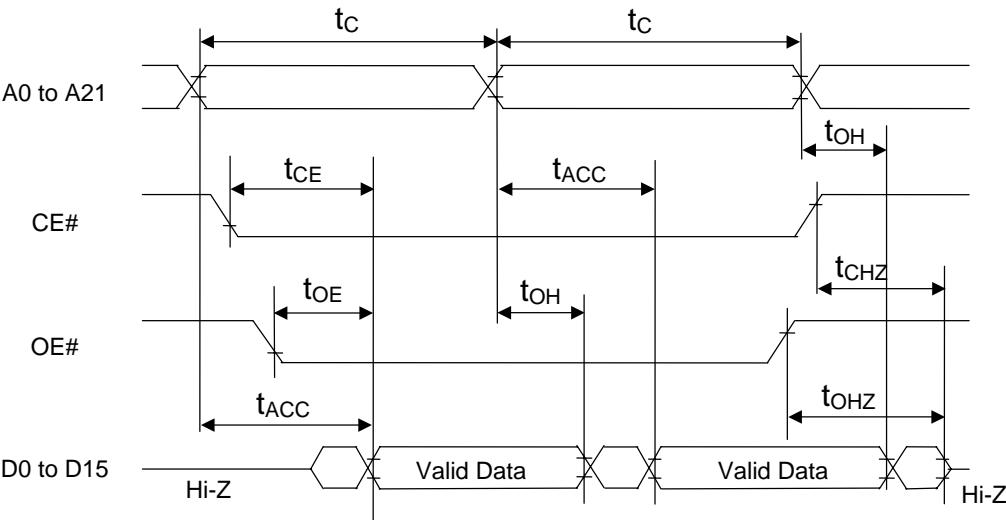 tC tC
A0 to A21
tOH
tCE tACC
CE#
tCHZ
tOE tOH
OE#
tACC tOHZ
D0 to D15 Valid Data Valid Data
Hi-Z Hi-Z